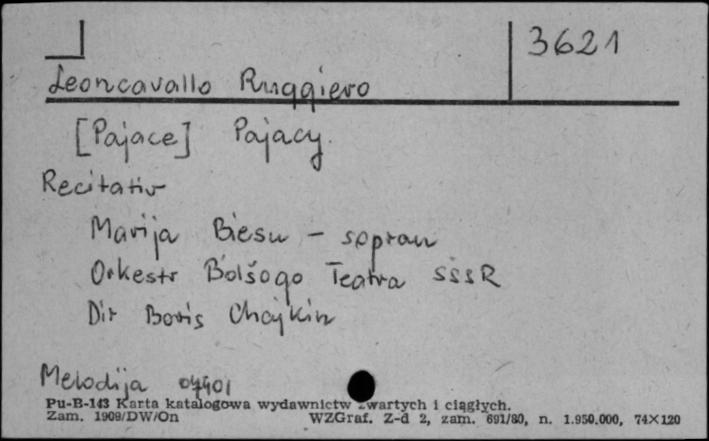 3621
Leoncavallo Ruggiero
[Pajace] Pajacy.
Recitativ
Marija Biesu - sopran
Orkestr Bolšogo Teatra SSSR
Dir Boris Chajkin
Melodija
Pu-B-143 Karta katalogowa wydawnictw zwartych i ciągłych.
Zam. 1909/DW/On WZGraf. Z-d 2, zam. 691/80, n. 1.950.000, 74×120